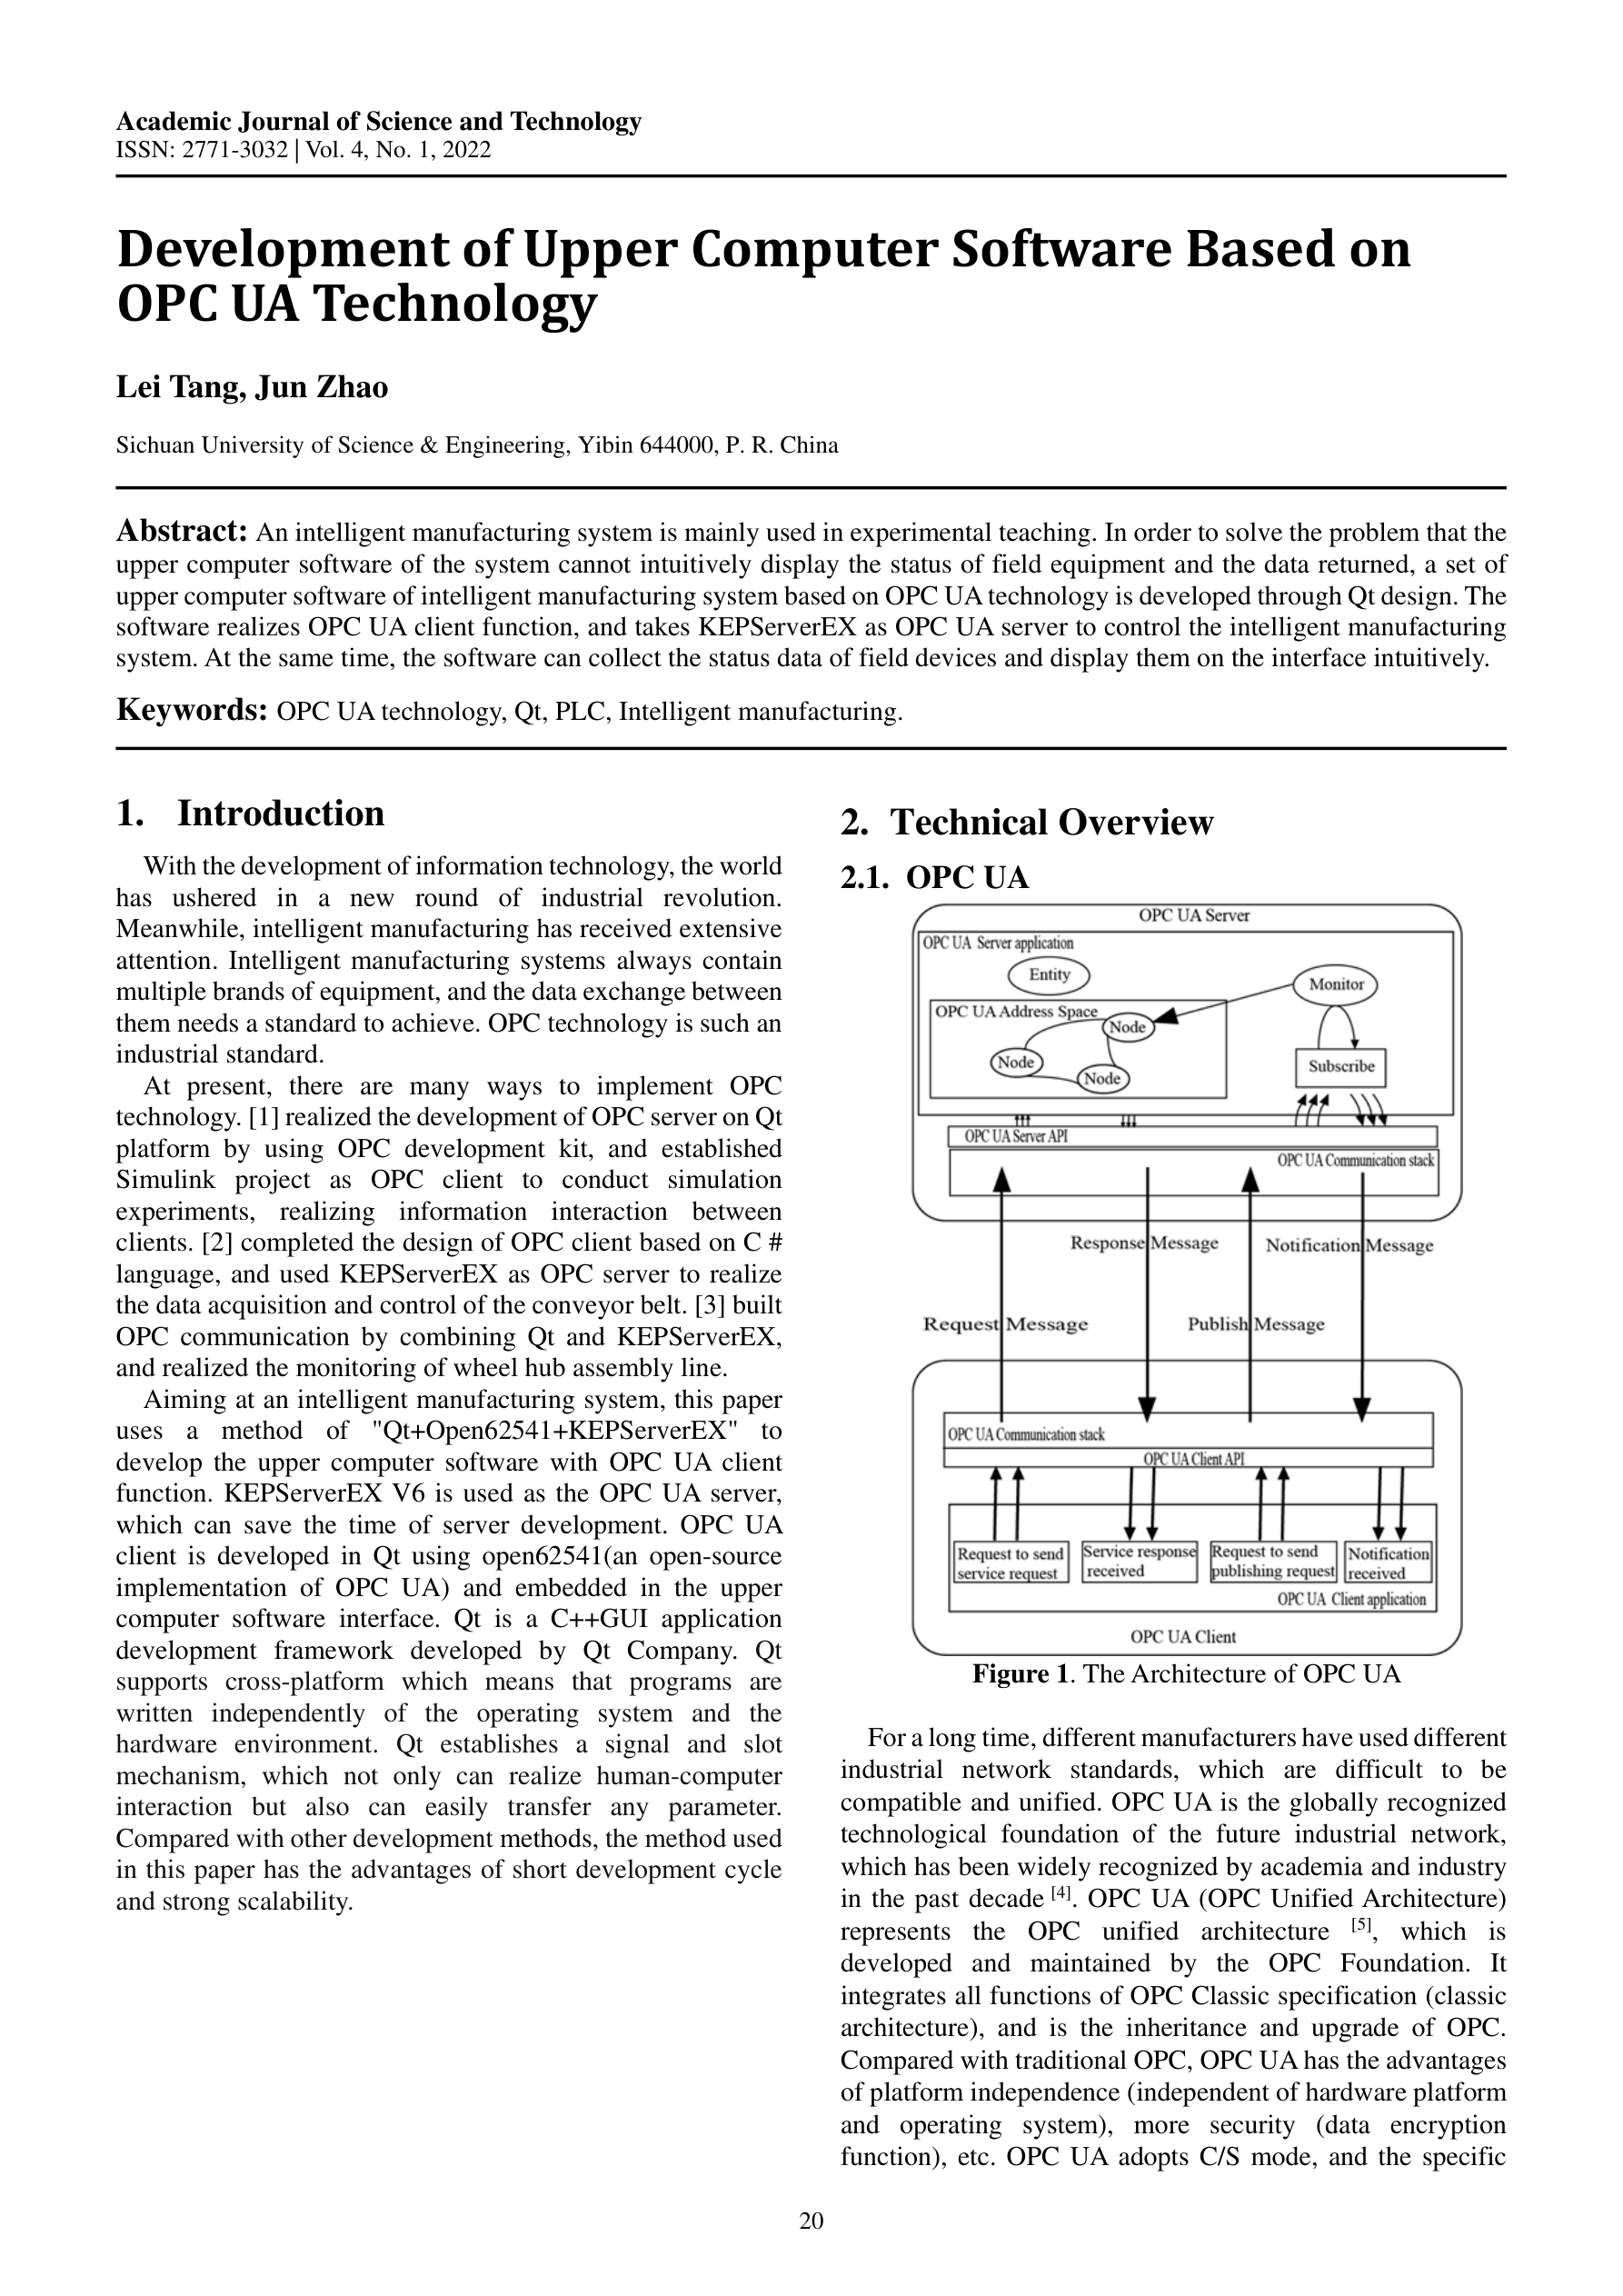 Academic Journal of Science and Technology
ISSN: 2771-3032 | Vol. 4, No. 1, 2022
Development of Upper Computer Software Based on
OPC UA Technology
Lei Tang, Jun Zhao
Sichuan University of Science & Engineering, Yibin 644000, P. R. China
Abstract: An intelligent manufacturing system is mainly used in experimental teaching. In order to solve the problem that the
upper computer software of the system cannot intuitively display the status of field equipment and the data returned, a set of
upper computer software of intelligent manufacturing system based on OPC UA technology is developed through Qt design. The
software realizes OPC UA client function, and takes KEPServerEX as OPC UA server to control the intelligent manufacturing
system. At the same time, the software can collect the status data of field devices and display them on the interface intuitively.
Keywords: OPC UA technology, Qt, PLC, Intelligent manufacturing.
1. Introduction
With the development of information technology, the world
has ushered in a new round of industrial revolution.
Meanwhile, intelligent manufacturing has received extensive
attention. Intelligent manufacturing systems always contain
multiple brands of equipment, and the data exchange between
them needs a standard to achieve. OPC technology is such an
industrial standard.
At present, there are many ways to implement OPC
technology. [1] realized the development of OPC server on Qt
platform by using OPC development kit, and established
Simulink project as OPC client to conduct simulation
experiments, realizing information interaction between
clients. [2] completed the design of OPC client based on C #
language, and used KEPServerEX as OPC server to realize
the data acquisition and control of the conveyor belt. [3] built
OPC communication by combining Qt and KEPServerEX,
and realized the monitoring of wheel hub assembly line.
Aiming at an intelligent manufacturing system, this paper
uses a method of "Qt+Open62541+KEPServerEX" to
develop the upper computer software with OPC UA client
function. KEPServerEX V6 is used as the OPC UA server,
which can save the time of server development. OPC UA
client is developed in Qt using open62541(an open-source
implementation of OPC UA) and embedded in the upper
computer software interface. Qt is a C++GUI application
development framework developed by Qt Company. Qt
supports cross-platform which means that programs are
written independently of the operating system and the
hardware environment. Qt establishes a signal and slot
mechanism, which not only can realize human-computer
interaction but also can easily transfer any parameter.
Compared with other development methods, the method used
in this paper has the advantages of short development cycle
and strong scalability.
2. Technical Overview
2.1. OPC UA
OPC UA Server
OPC UA Server application
Entity
Monitor
OPC UA Address Space
Node
Node
Node
Subscribe
OPC UA Server API
OPC UA Communication stack
Response Message
Notification Message
Request Message
Publish Message
OPC UA Communication stack
OPC UA Client API
Request to send
service request
Service response
received
Request to send
publishing request
Notification
received
OPC UA Client application
OPC UA Client
Figure 1. The Architecture of OPC UA
For a long time, different manufacturers have used different
industrial network standards, which are difficult to be
compatible and unified. OPC UA is the globally recognized
technological foundation of the future industrial network,
which has been widely recognized by academia and industry
in the past decade [4]. OPC UA (OPC Unified Architecture)
represents the OPC unified architecture [5], which is
developed and maintained by the OPC Foundation. It
integrates all functions of OPC Classic specification (classic
architecture), and is the inheritance and upgrade of OPC.
Compared with traditional OPC, OPC UA has the advantages
of platform independence (independent of hardware platform
and operating system), more security (data encryption
function), etc. OPC UA adopts C/S mode, and the specific
20